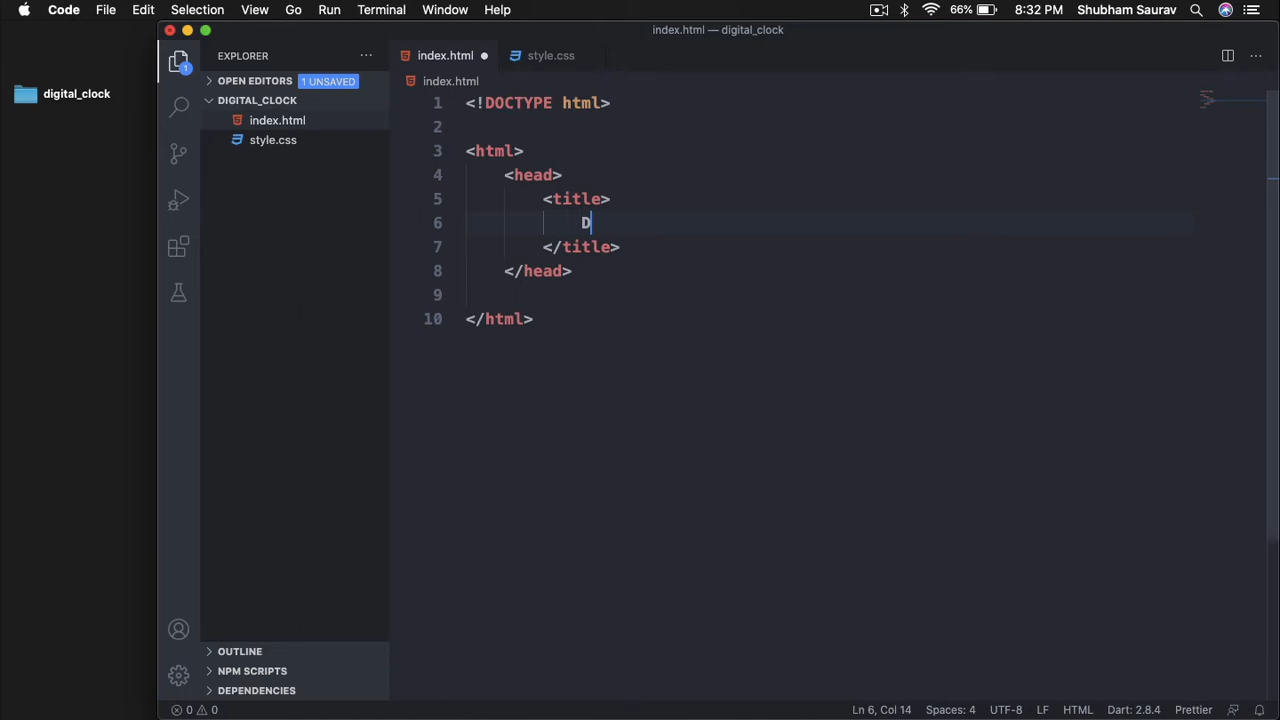 Code File Edit Selection View Go Run Terminal Window Help 66% 8:32 PM Shubham Saurav
index.html — digital_clock
digital_clock
EXPLORER
index.html
style.css
1
OPEN EDITORS 1 UNSAVED
index.html
DIGITAL_CLOCK
index.html
style.css
1 <!DOCTYPE html>
2
3 <html>
4 <head>
5 <title>
6 D
7 </title>
8 </head>
9
10 </html>
OUTLINE
NPM SCRIPTS
DEPENDENCIES
0 0 Ln 6, Col 14 Spaces: 4 UTF-8 LF HTML Dart: 2.8.4 Prettier